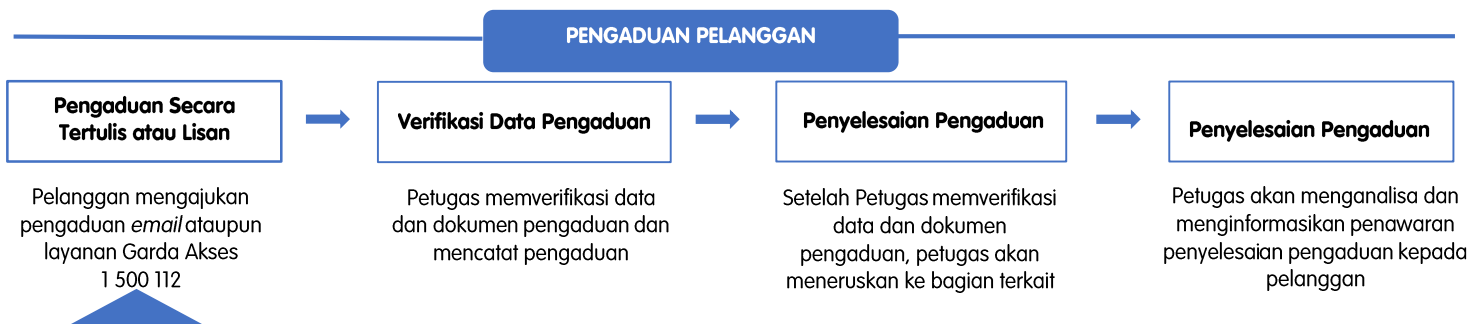 PENGADUAN PELANGGAN
Pengaduan Secara
Tertulis atau Lisan
Pelanggan mengajukan
pengaduan email ataupun
layanan Garda Akses
1 500 112
Verifikasi Data Pengaduan
Petugas memverifikasi data
dan dokumen pengaduan dan
mencatat pengaduan
Penyelesaian Pengaduan
Setelah Petugas memverifikasi
data dan dokumen
pengaduan, petugas akan
meneruskan ke bagian terkait
Penyelesaian Pengaduan
Petugas akan menganalisa dan
menginformasikan penawaran
penyelesaian pengaduan kepada
pelanggan